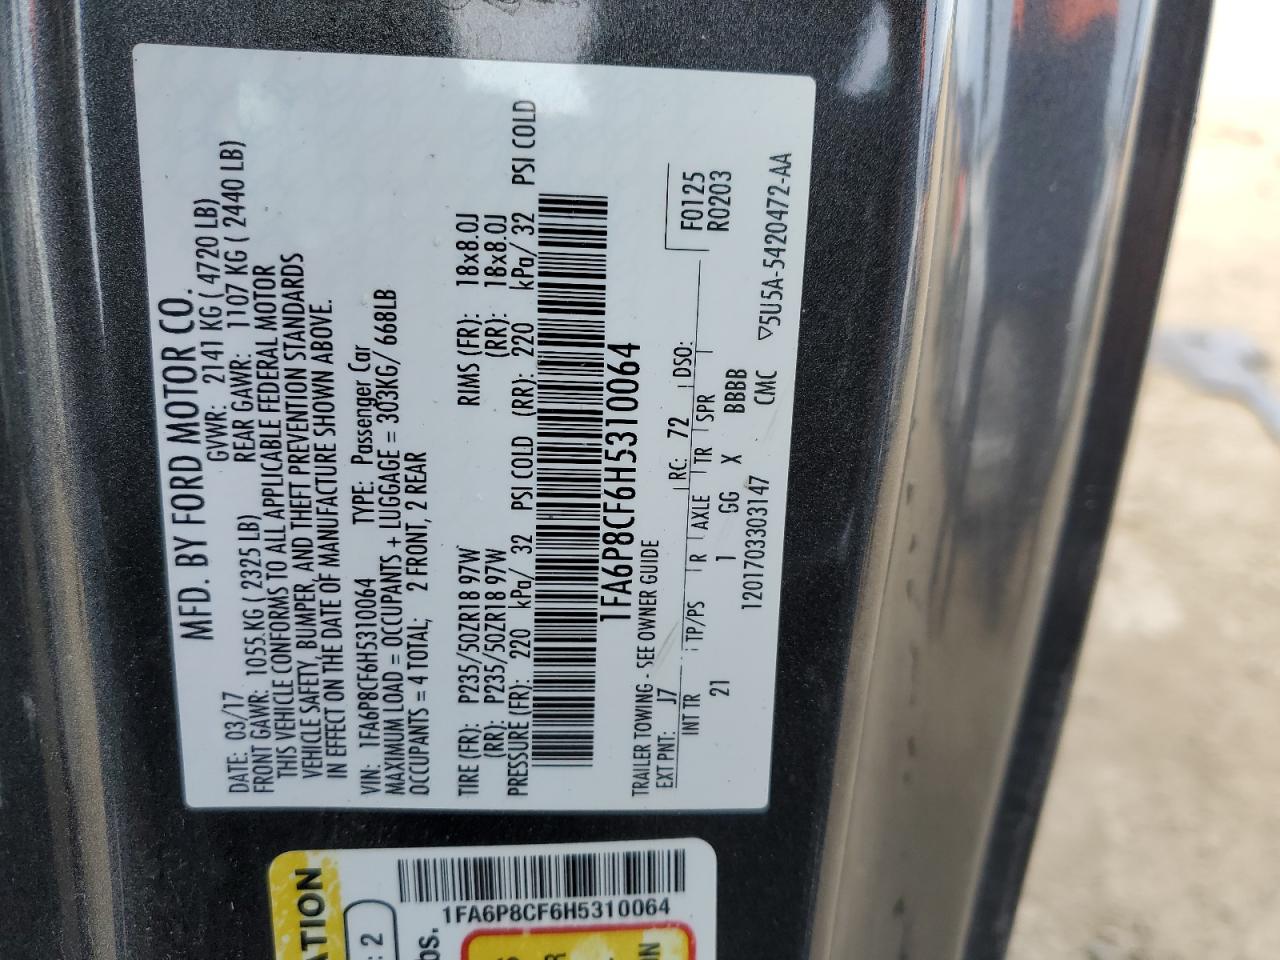 MFD. BY FORD MOTOR CO.
DATE: 03/17 GVWR: 2141 KG ( 4720 LB)
FRONT GAWR: 1055 KG ( 2325 LB) REAR GAWR: 1107 KG ( 2440 LB)
THIS VEHICLE CONFORMS TO ALL APPLICABLE FEDERAL MOTOR
VEHICLE SAFETY, BUMPER, AND THEFT PREVENTION STANDARDS
IN EFFECT ON THE DATE OF MANUFACTURE SHOWN ABOVE.
VIN: 1FA6P8CF6H5310064 TYPE: Passenger Car
MAXIMUM LOAD = OCCUPANTS + LUGGAGE = 303KG/ 668LB
OCCUPANTS = 4 TOTAL; 2 FRONT, 2 REAR
TIRE (FR): P235/50ZR18 97W RIMS (FR): 18x8.0J
(RR): P235/50ZR18 97W (RR): 18x8.0J
PRESSURE (FR): 220 kPa/ 32 PSI COLD (RR): 220 kPa/ 32 PSI COLD
1FA6P8CF6H5310064
TRAILER TOWING - SEE OWNER GUIDE
F0125
R0203
EXT PNT: J7 RC: 72 DSO:
INT TR TP/PS R AXLE TR SPR
21 1 GG X BBBB
1201703303147 CMC ▽5U5A-5420472-AA
1FA6P8CF6H5310064